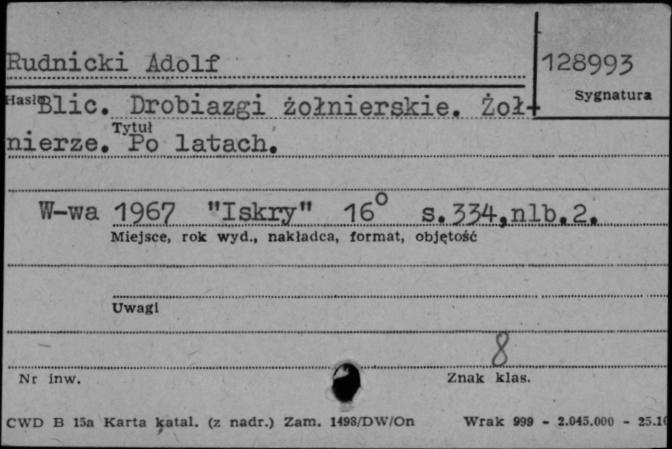 Rudnicki Adolf
128993
Hasło
Sygnatura
Blic. Drobiazgi żołnierskie. Żoł-
Tytuł
nierze. Po latach.
W-wa 1967 "Iskry" 16° s.334,nlb.2.
Miejsce, rok wyd., nakładca, format, objętość
Uwagi
8
Nr inw.
Znak klas.
CWD B 15a Karta katal. (z nadr.) Zam. 1498/DW/On Wrak 999 - 2.045.000 -